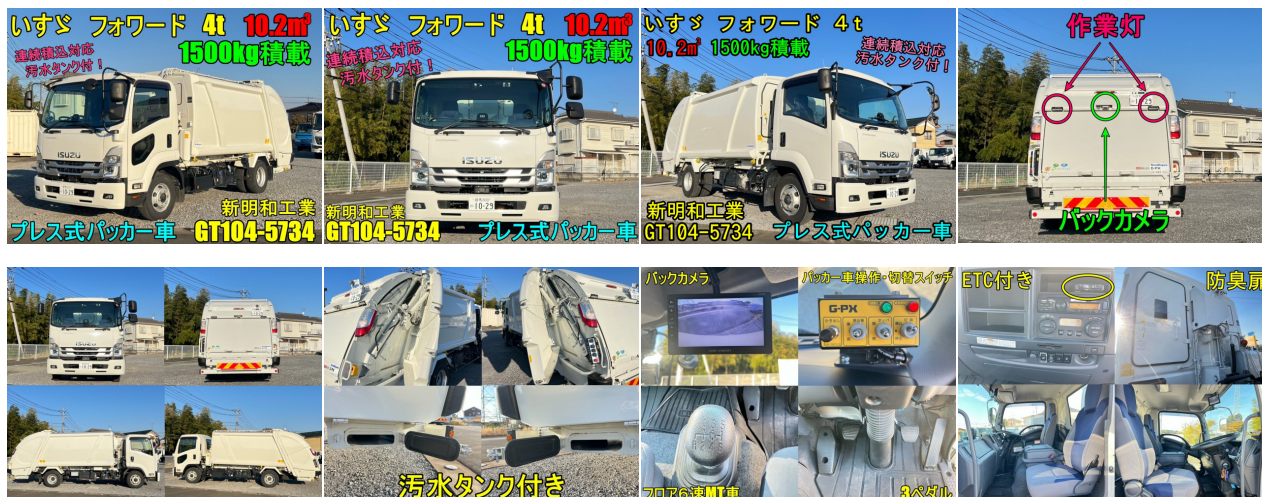 いすゞ フォワード 4t 10.2㎥
1500kg積載
連続積込対応
汚水タンク付!
ISUZU
新明和工業
プレス式パッカー車 GT104-5734
いすゞ フォワード 4t 10.2㎥
1500kg積載
連続積込対応
汚水タンク付!
ISUZU
10-29
新明和工業
GT104-5734 プレス式パッカー車
いすゞ フォワード 4t
10.2㎥ 1500kg積載
連続積込対応
汚水タンク付!
ISUZU
新明和工業
GT104-5734 プレス式パッカー車
作業灯
バックカメラ
汚水タンク付き
バックカメラ
パッカー車操作・切替スイッチ
G-PX
フロア6速MT車
3ペダル
ETC付き
防臭扉